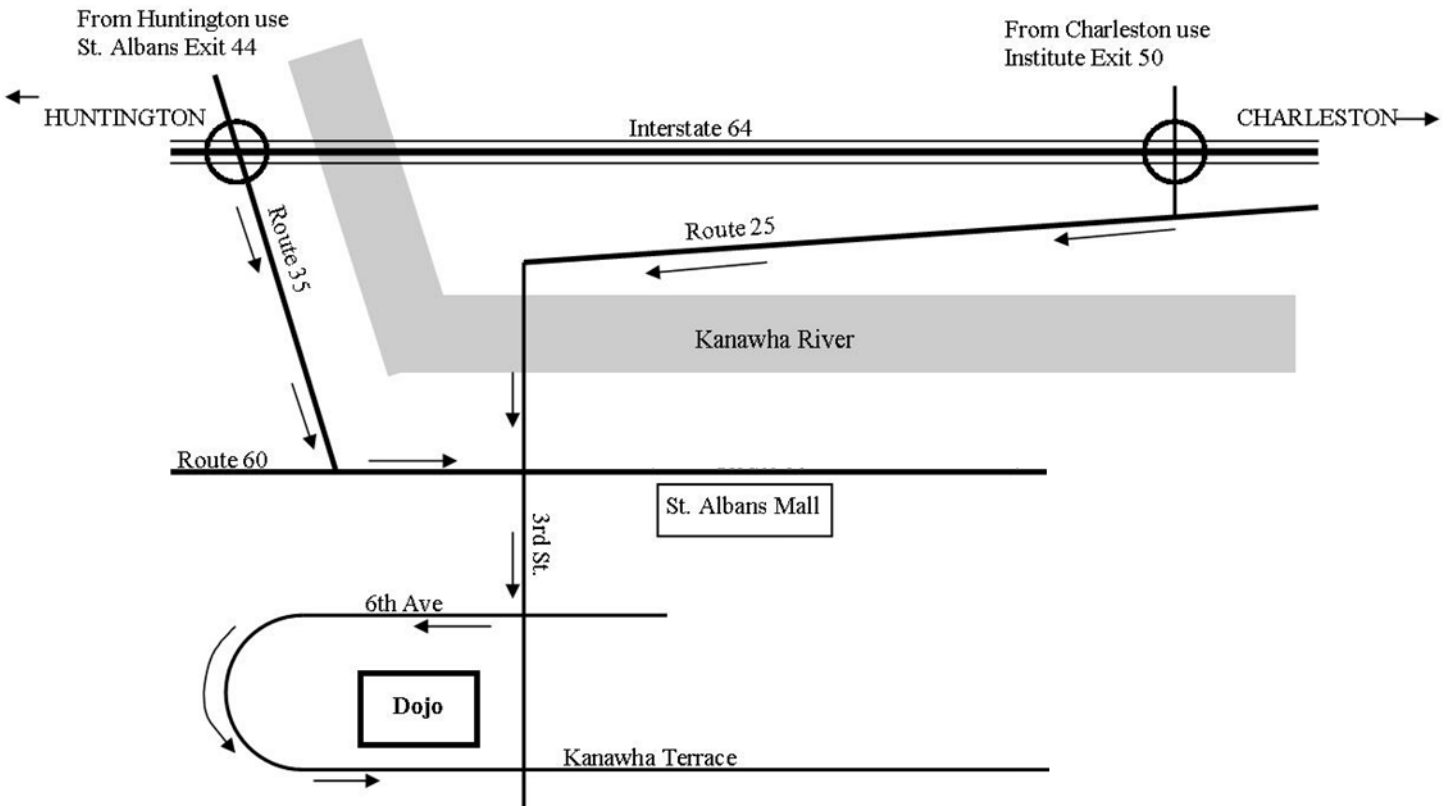 From Huntington use
St. Albans Exit 44
From Charleston use
Institute Exit 50
HUNTINGTON
CHARLESTON
Interstate 64
Route 35
Route 25
Kanawha River
Route 60
St. Albans Mall
3rd St.
6th Ave
Dojo
Kanawha Terrace